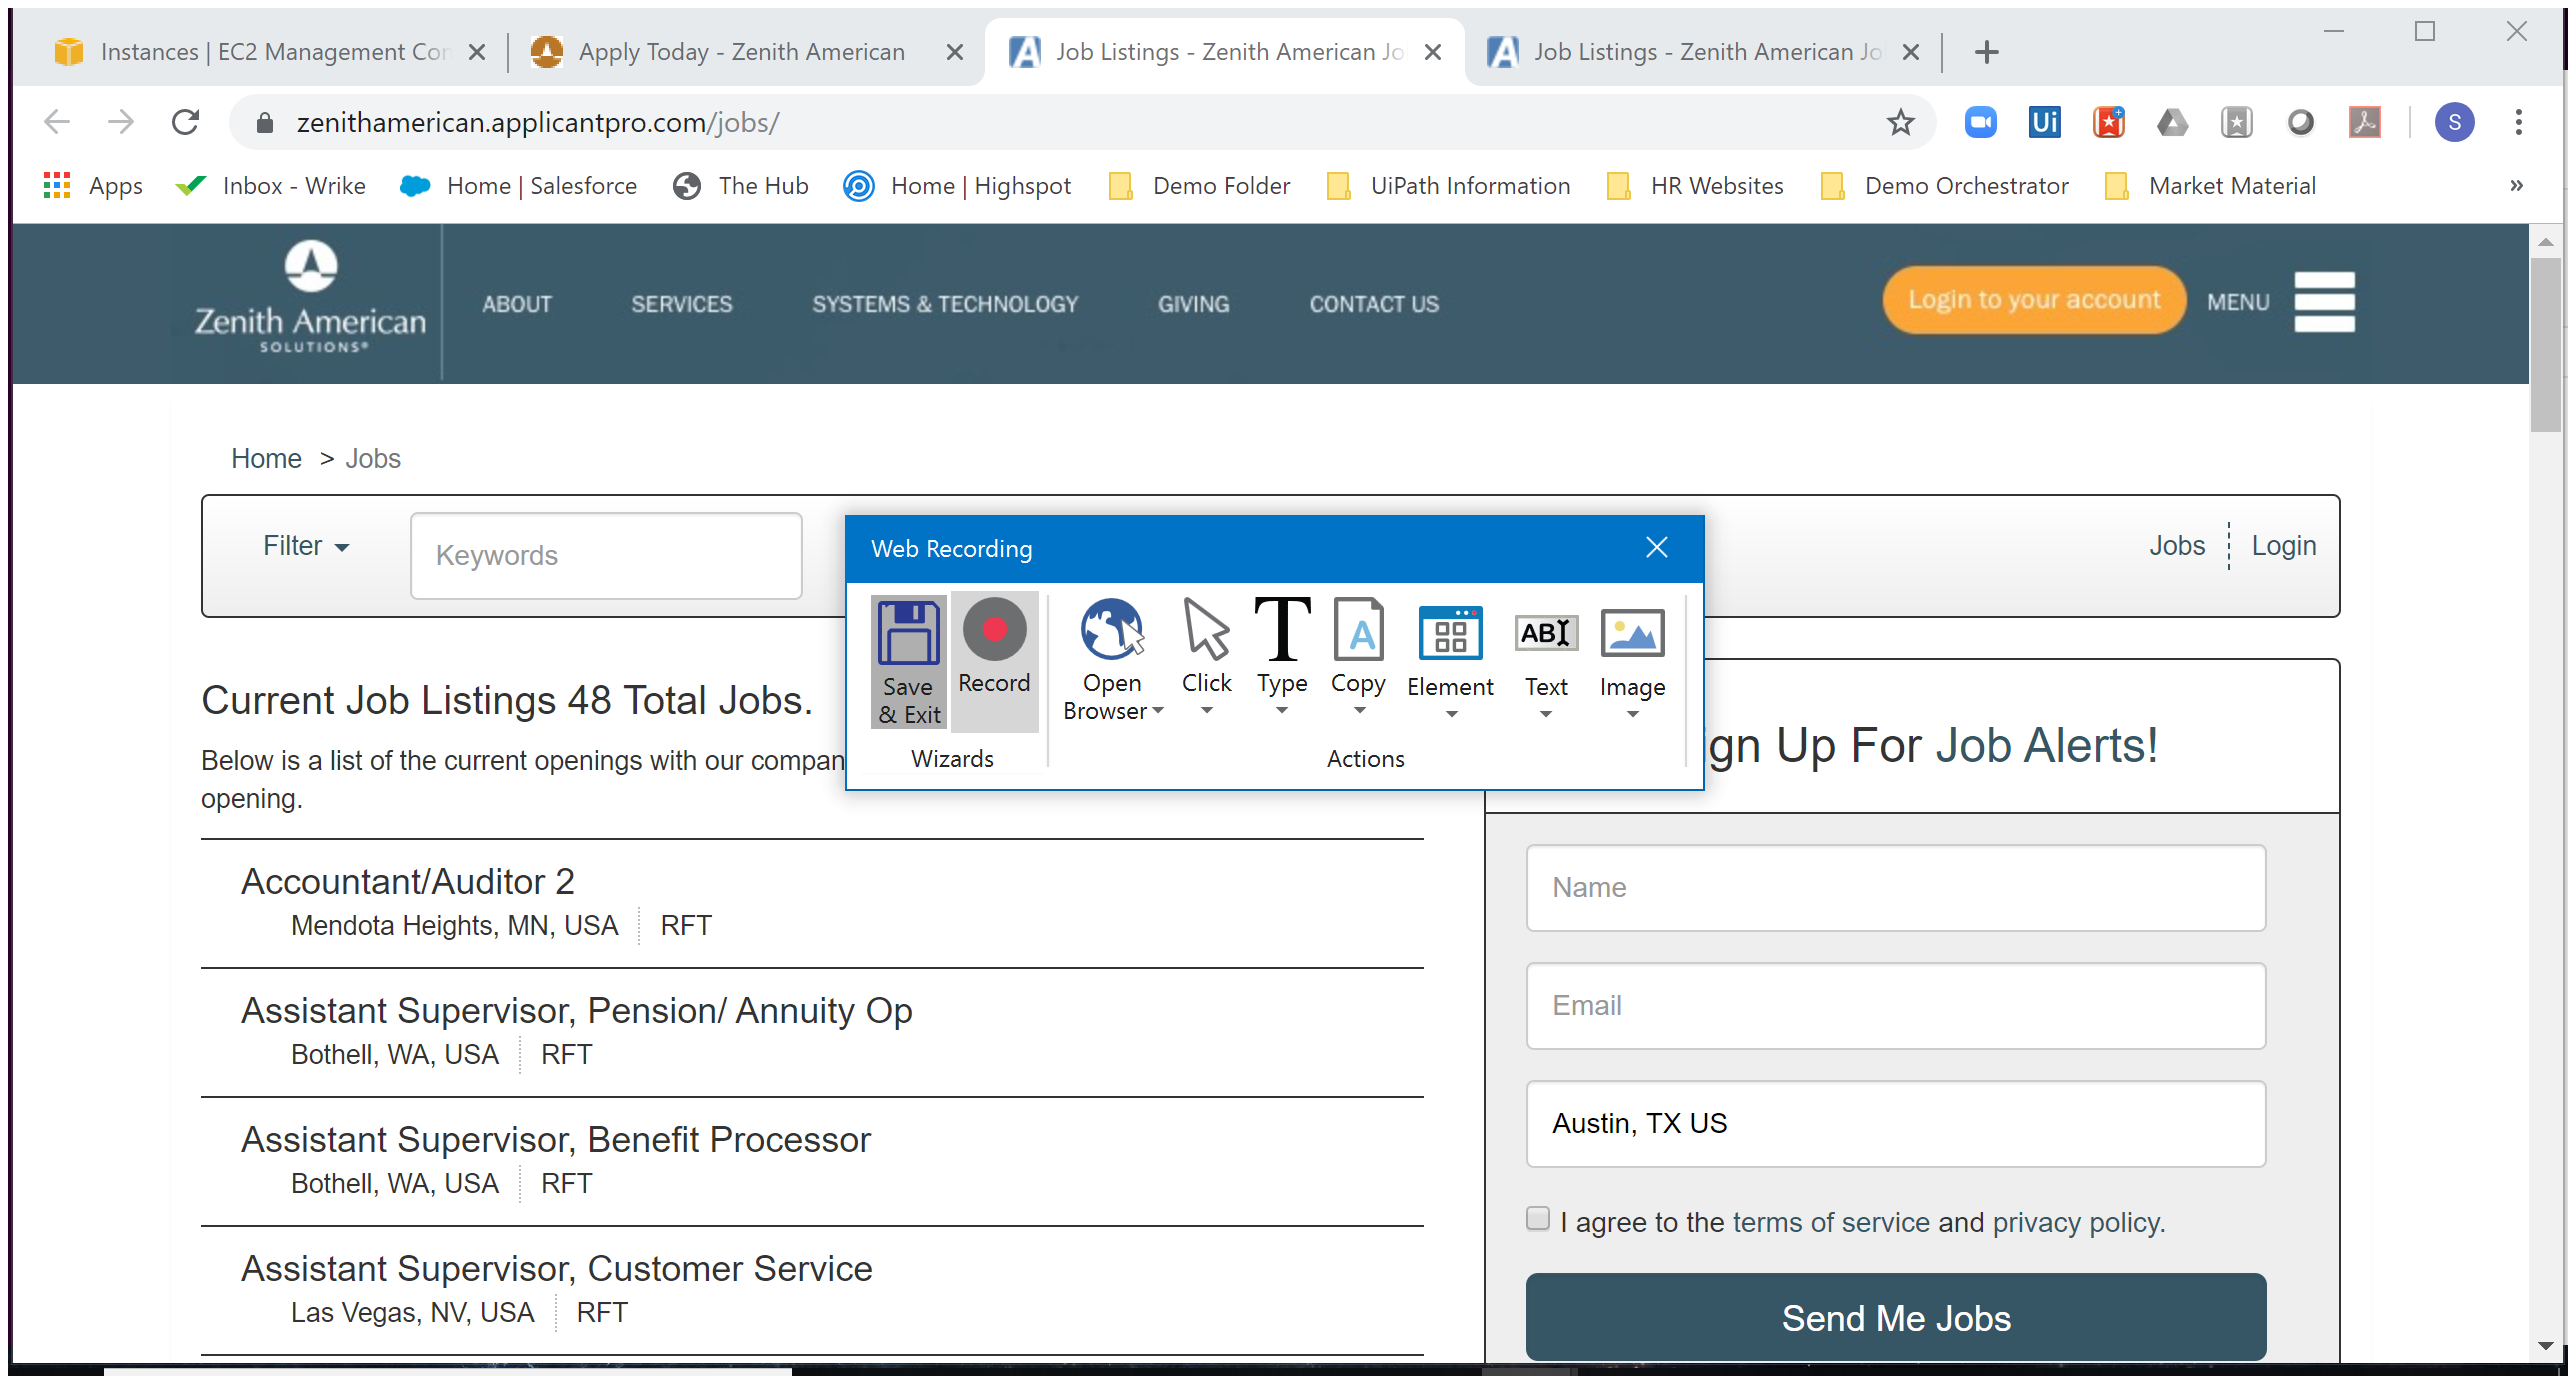 Instances | EC2 Management Con
Apply Today - Zenith American
Job Listings - Zenith American Jo
Job Listings - Zenith American Jo
zenithamerican.applicantpro.com/jobs/
Ui
S
Apps
Inbox - Wrike
Home | Salesforce
The Hub
Home | Highspot
Demo Folder
UiPath Information
HR Websites
Demo Orchestrator
Market Material
»
Zenith American
SOLUTIONS®
ABOUT
SERVICES
SYSTEMS & TECHNOLOGY
GIVING
CONTACT US
Login to your account
MENU
Home > Jobs
Filter
Keywords
Jobs
Login
Web Recording
Save
& Exit
Record
Open
Browser
Click
T
Type
A
Copy
Element
ABI
Text
Image
Wizards
Actions
Current Job Listings 48 Total Jobs.
Below is a list of the current openings with our compan
opening.
Accountant/Auditor 2
Mendota Heights, MN, USA
RFT
Assistant Supervisor, Pension/ Annuity Op
Bothell, WA, USA
RFT
Assistant Supervisor, Benefit Processor
Bothell, WA, USA
RFT
Assistant Supervisor, Customer Service
Las Vegas, NV, USA
RFT
ign Up For Job Alerts!
Name
Email
Austin, TX US
I agree to the terms of service and privacy policy.
Send Me Jobs